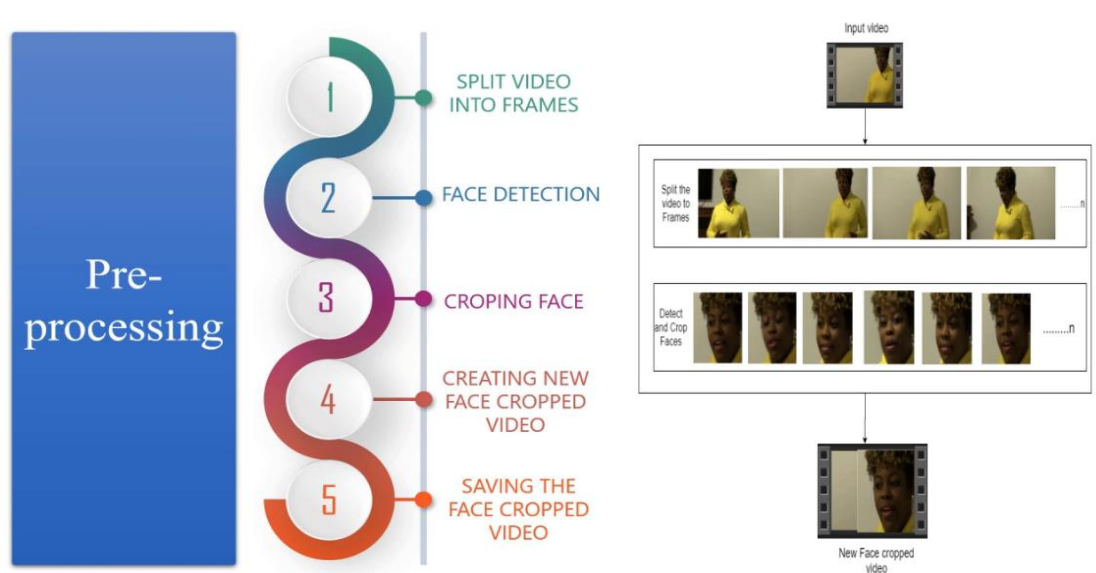 Pre-
processing
1
SPLIT VIDEO
INTO FRAMES
2
FACE DETECTION
3
CROPING FACE
4
CREATING NEW
FACE CROPPED
VIDEO
5
SAVING THE
FACE CROPPED
VIDEO
Input video
Split the
video to
Frames
........n
Detect
and Crop
Faces
.........n
New Face cropped
video